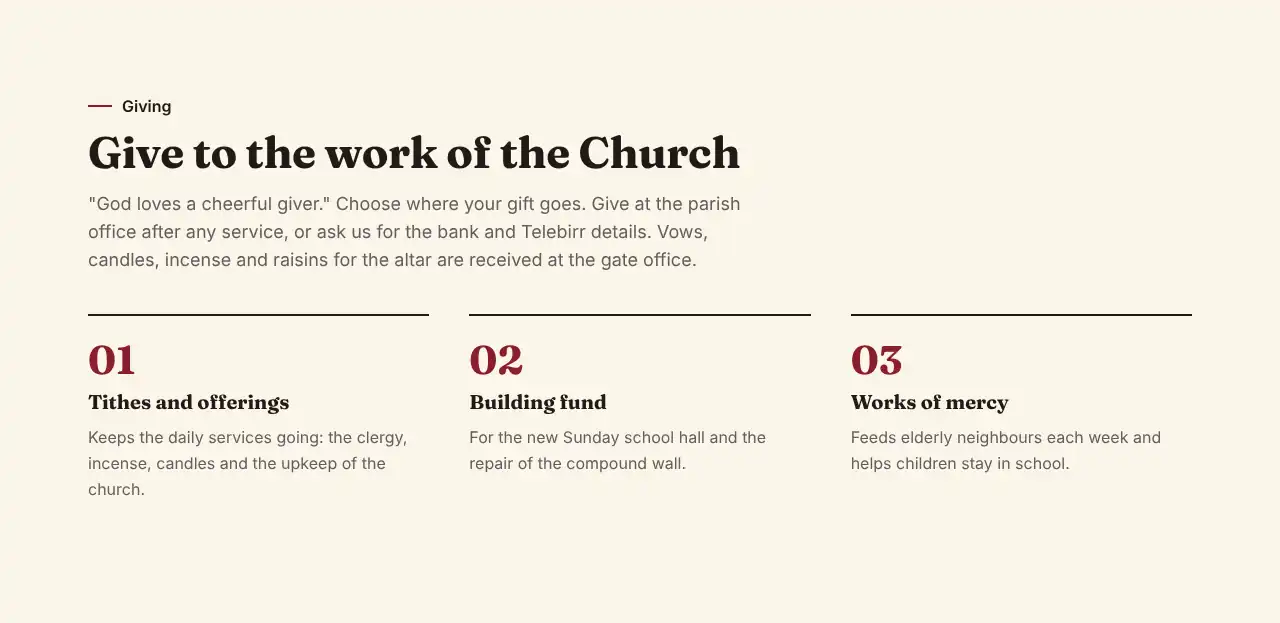 Giving
Give to the work of the Church
"God loves a cheerful giver." Choose where your gift goes. Give at the parish
office after any service, or ask us for the bank and Telebirr details. Vows,
candles, incense and raisins for the altar are received at the gate office.
01
Tithes and offerings
Keeps the daily services going: the clergy,
incense, candles and the upkeep of the
church.
02
Building fund
For the new Sunday school hall and the
repair of the compound wall.
03
Works of mercy
Feeds elderly neighbours each week and
helps children stay in school.